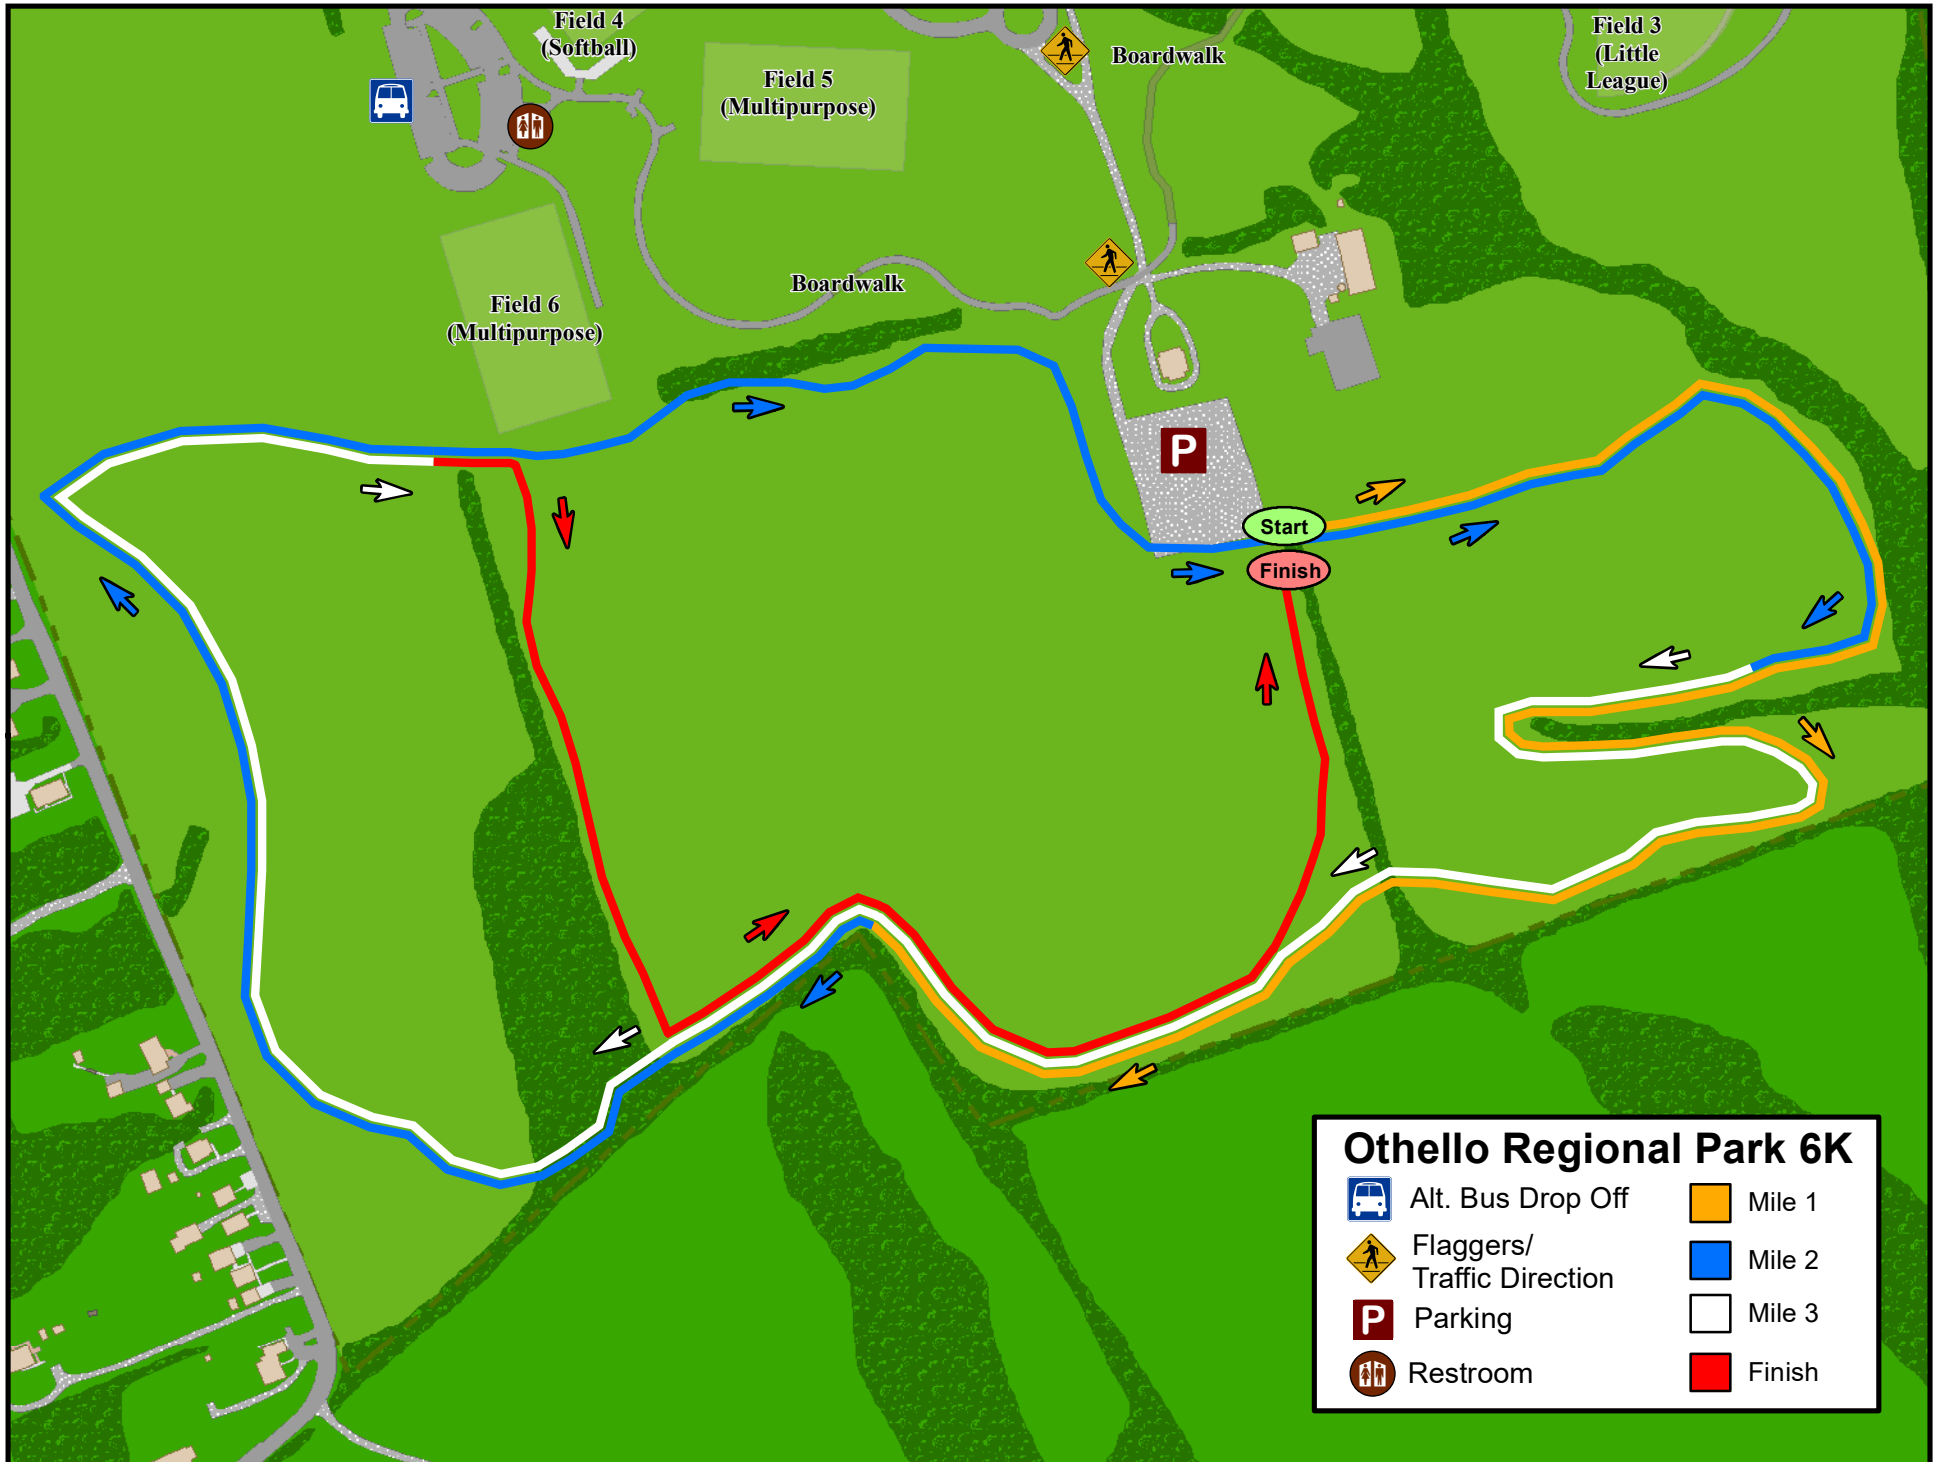 Field 4
(Softball)
Field 5
(Multipurpose)
Boardwalk
Field 3
(Little
League)
Boardwalk
Field 6
(Multipurpose)
P
Start
Finish
Othello Regional Park 6K
Alt. Bus Drop Off
Flaggers/
Traffic Direction
P Parking
Restroom
Mile 1
Mile 2
Mile 3
Finish